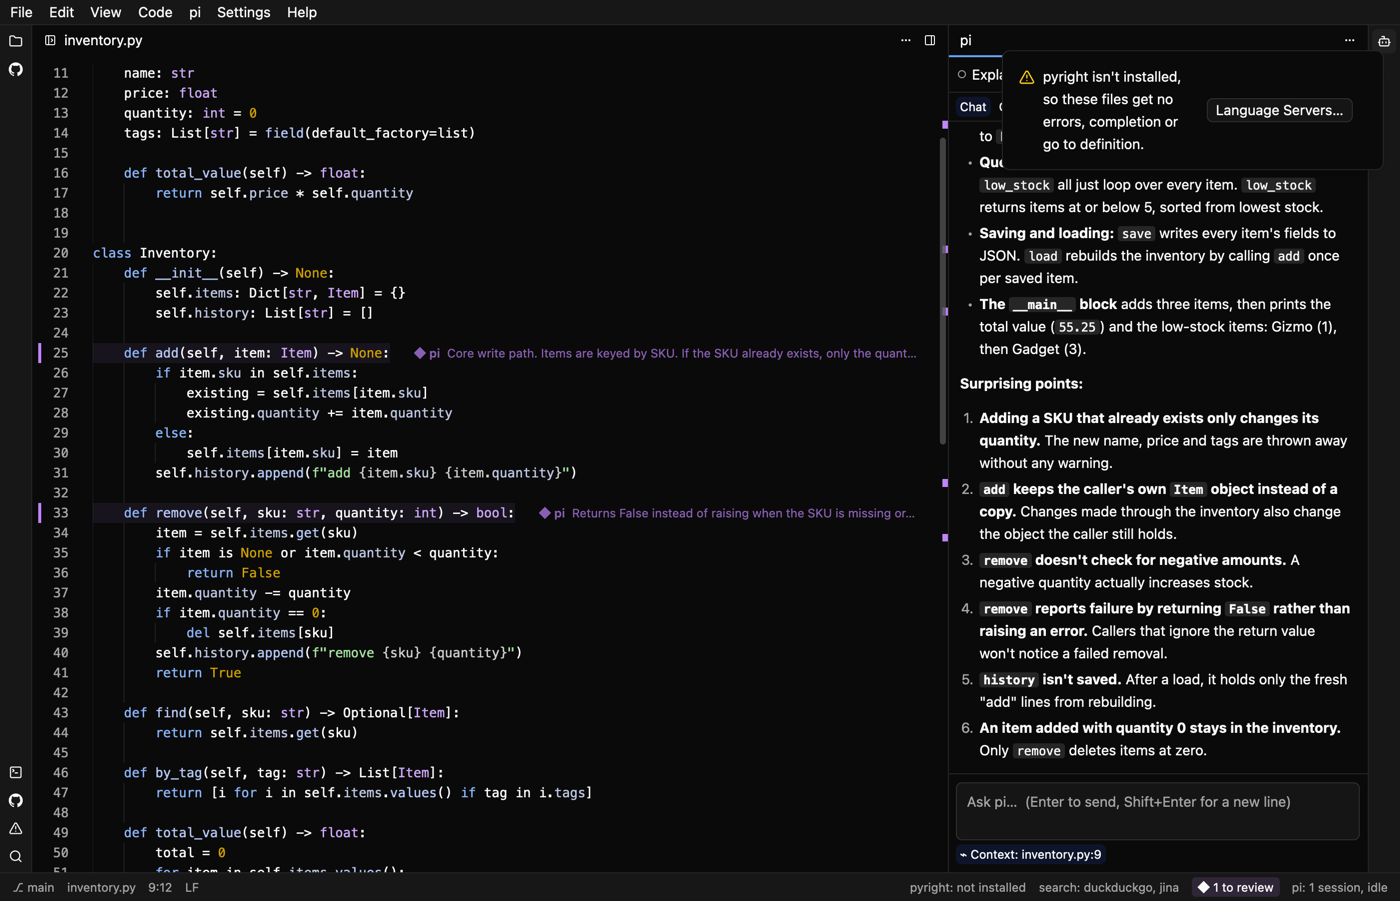 File Edit View Code pi Settings Help
inventory.py
11 name: str
12 price: float
13 quantity: int = 0
14 tags: List[str] = field(default_factory=list)
15
16 def total_value(self) -> float:
17 return self.price * self.quantity
18
19
20 class Inventory:
21 def __init__(self) -> None:
22 self.items: Dict[str, Item] = {}
23 self.history: List[str] = []
24
25 def add(self, item: Item) -> None: ◆ pi Core write path. Items are keyed by SKU. If the SKU already exists, only the quant...
26 if item.sku in self.items:
27 existing = self.items[item.sku]
28 existing.quantity += item.quantity
29 else:
30 self.items[item.sku] = item
31 self.history.append(f"add {item.sku} {item.quantity}")
32
33 def remove(self, sku: str, quantity: int) -> bool: ◆ pi Returns False instead of raising when the SKU is missing or...
34 item = self.items.get(sku)
35 if item is None or item.quantity < quantity:
36 return False
37 item.quantity -= quantity
38 if item.quantity == 0:
39 del self.items[sku]
40 self.history.append(f"remove {sku} {quantity}")
41 return True
42
43 def find(self, sku: str) -> Optional[Item]:
44 return self.items.get(sku)
45
46 def by_tag(self, tag: str) -> List[Item]:
47 return [i for i in self.items.values() if tag in i.tags]
48
49 def total_value(self) -> float:
50 total = 0
51 for item in self.items.values():
pi
Expla
Chat
pyright isn't installed,
so these files get no
errors, completion or
go to definition.
Language Servers...
to
• Que
low_stock all just loop over every item. low_stock
returns items at or below 5, sorted from lowest stock.
• Saving and loading: save writes every item's fields to
JSON. load rebuilds the inventory by calling add once
per saved item.
• The __main__ block adds three items, then prints the
total value (55.25) and the low-stock items: Gizmo (1),
then Gadget (3).
Surprising points:
1. Adding a SKU that already exists only changes its
quantity. The new name, price and tags are thrown away
without any warning.
2. add keeps the caller's own Item object instead of a
copy. Changes made through the inventory also change
the object the caller still holds.
3. remove doesn't check for negative amounts. A
negative quantity actually increases stock.
4. remove reports failure by returning False rather than
raising an error. Callers that ignore the return value
won't notice a failed removal.
5. history isn't saved. After a load, it holds only the fresh
"add" lines from rebuilding.
6. An item added with quantity 0 stays in the inventory.
Only remove deletes items at zero.
Ask pi... (Enter to send, Shift+Enter for a new line)
Context: inventory.py:9
main inventory.py 9:12 LF
pyright: not installed search: duckduckgo, jina ◆ 1 to review pi: 1 session, idle